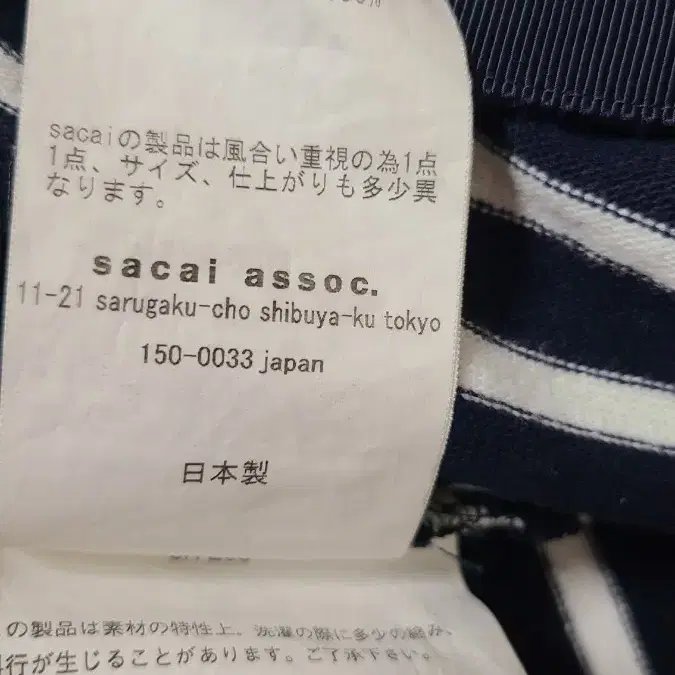 sacaiの製品は風合い重視の為1点
1点、サイズ、仕上がりも多少異
なります。
sacai assoc.
11-21 sarugaku-cho shibuya-ku tokyo
150-0033 japan
日本製
の製品は素材の特性上。洗濯の際に多少の縮み、
行が生じることがあります。ご了承下さい。